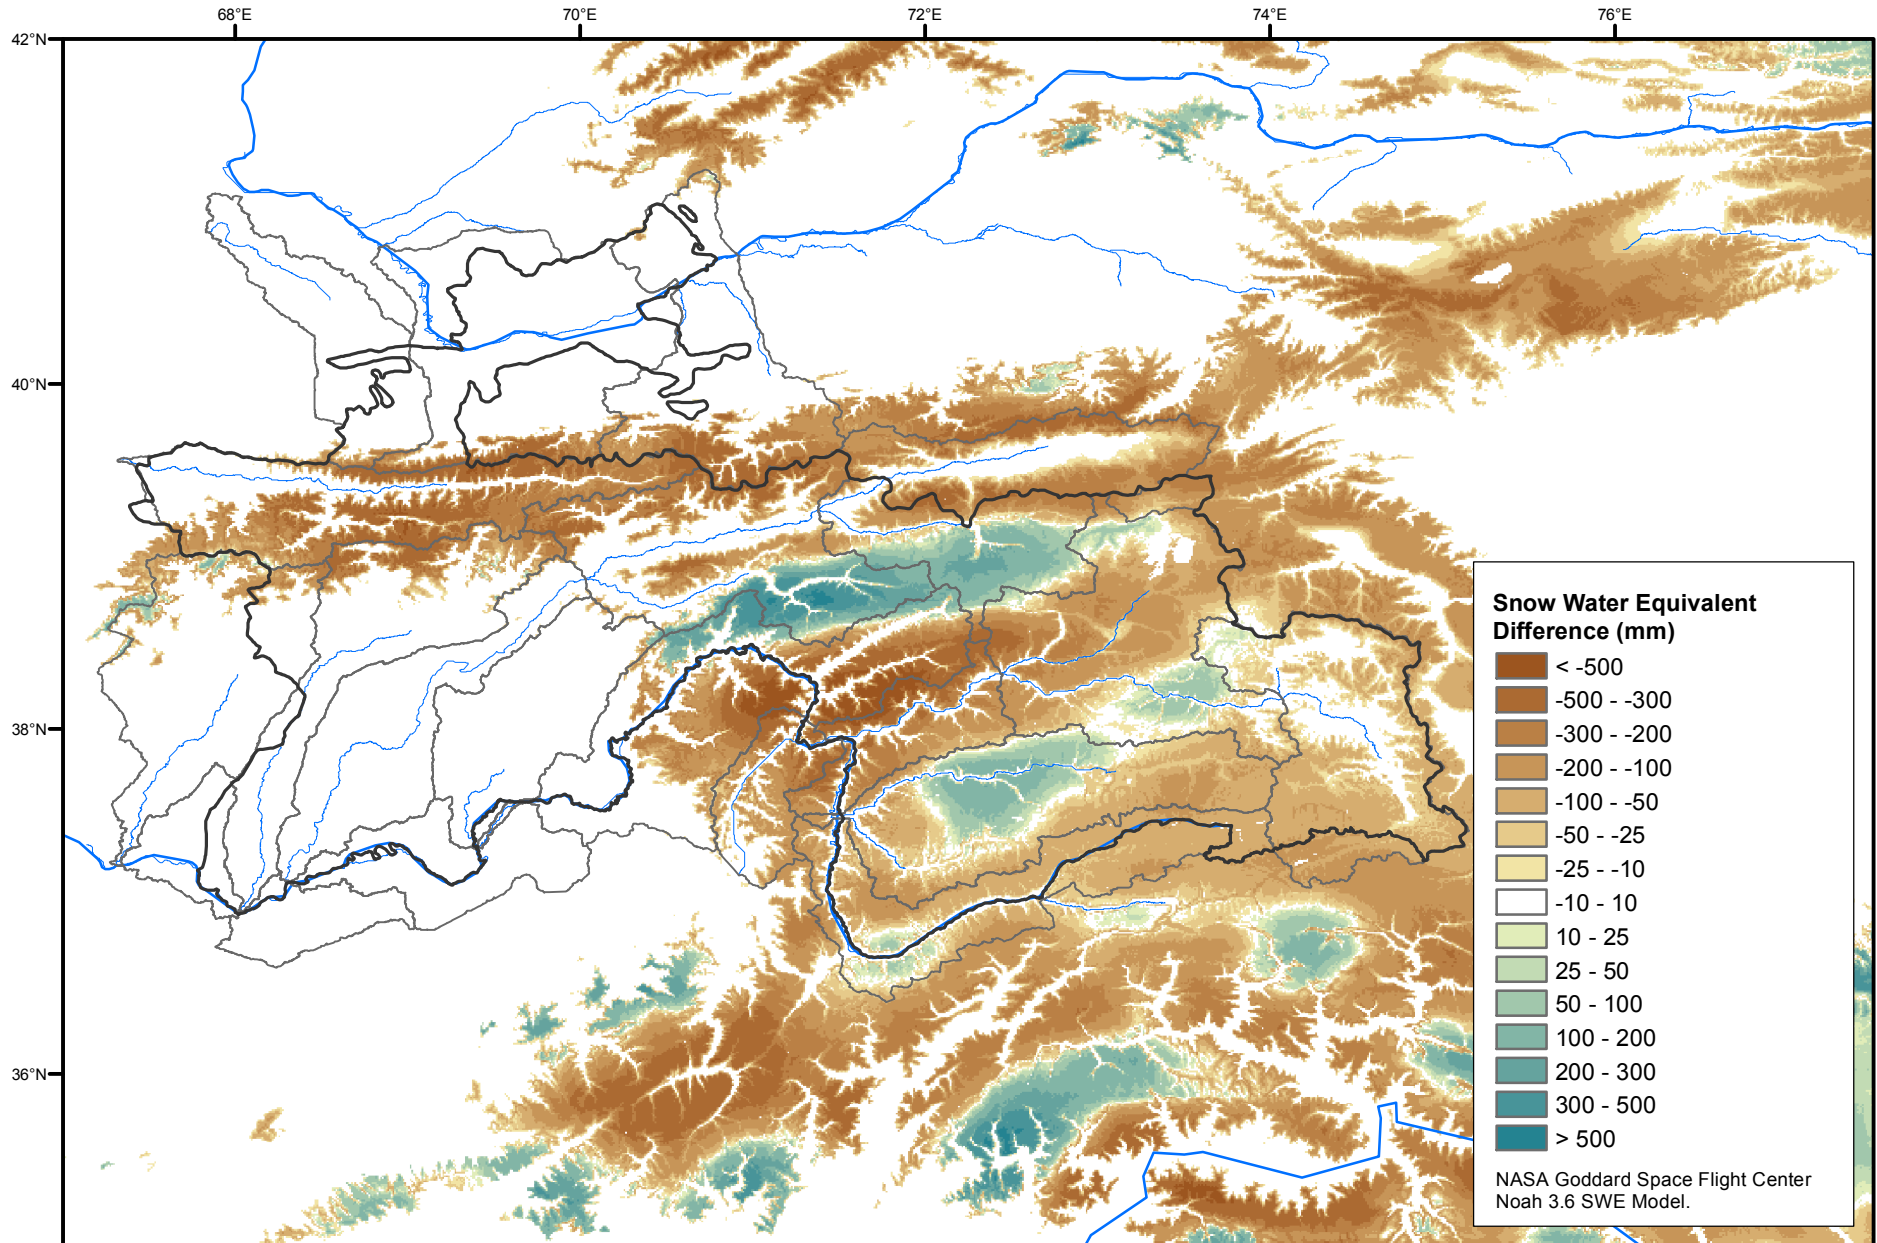 68°E
70°E
72°E
74°E
76°E
42°N
40°N
38°N
36°N
Snow Water Equivalent
Difference (mm)
< -500
-500 - -300
-300 - -200
-200 - -100
-100 - -50
-50 - -25
-25 - -10
-10 - 10
10 - 25
25 - 50
50 - 100
100 - 200
200 - 300
300 - 500
> 500
NASA Goddard Space Flight Center
Noah 3.6 SWE Model.